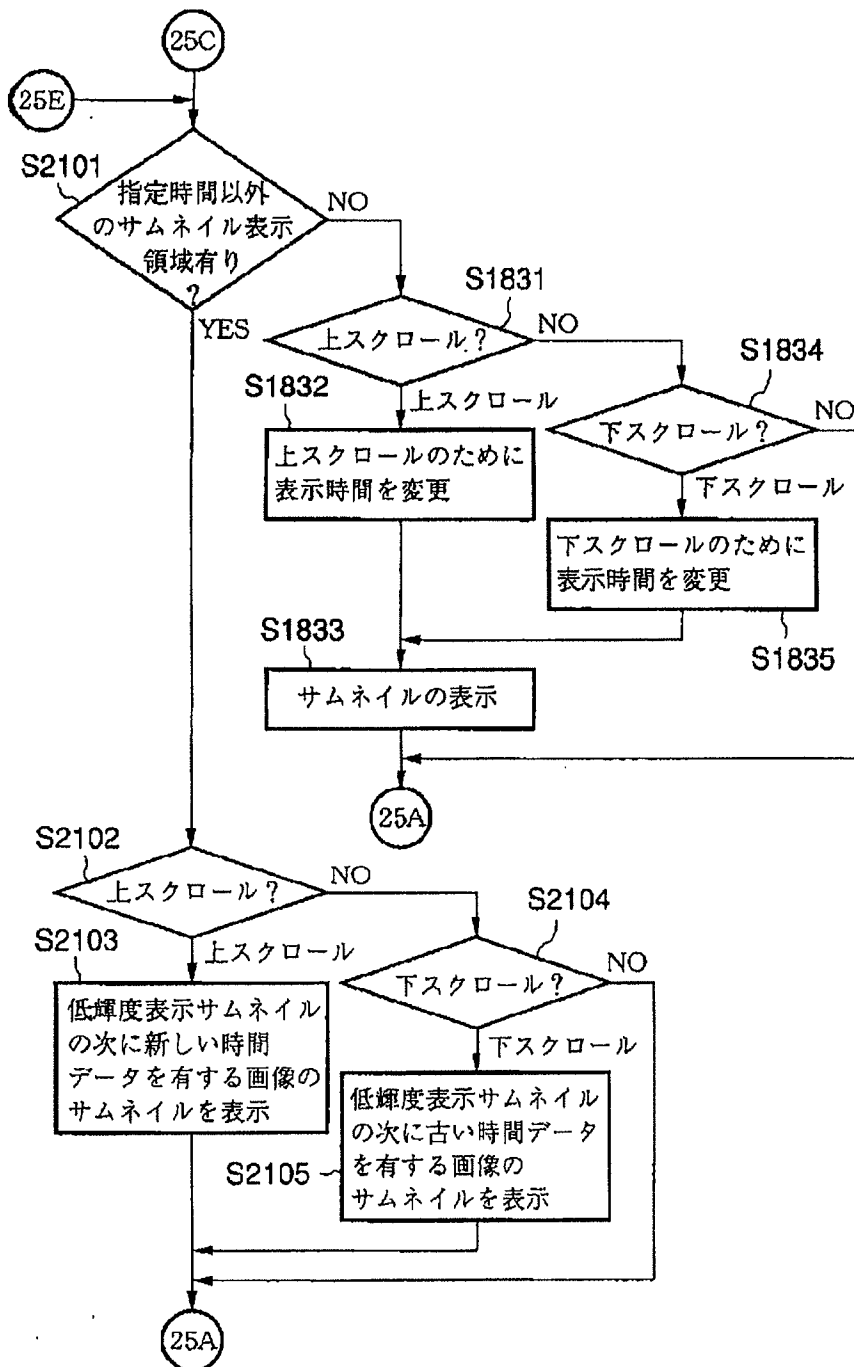 25C
25E
S2101
指定時間以外
のサムネイル表示
領域有り
?
NO
YES
S1831
上スクロール?
NO
上スクロール
S1832
上スクロールのために
表示時間を変更
S1834
下スクロール?
NO
下スクロール
下スクロールのために
表示時間を変更
S1835
S1833
サムネイルの表示
25A
S2102
上スクロール?
NO
上スクロール
S2103
低輝度表示サムネイル
の次に新しい時間
データを有する画像の
サムネイルを表示
S2104
下スクロール?
NO
下スクロール
低輝度表示サムネイル
の次に古い時間データ
を有する画像の
サムネイルを表示
S2105
25A